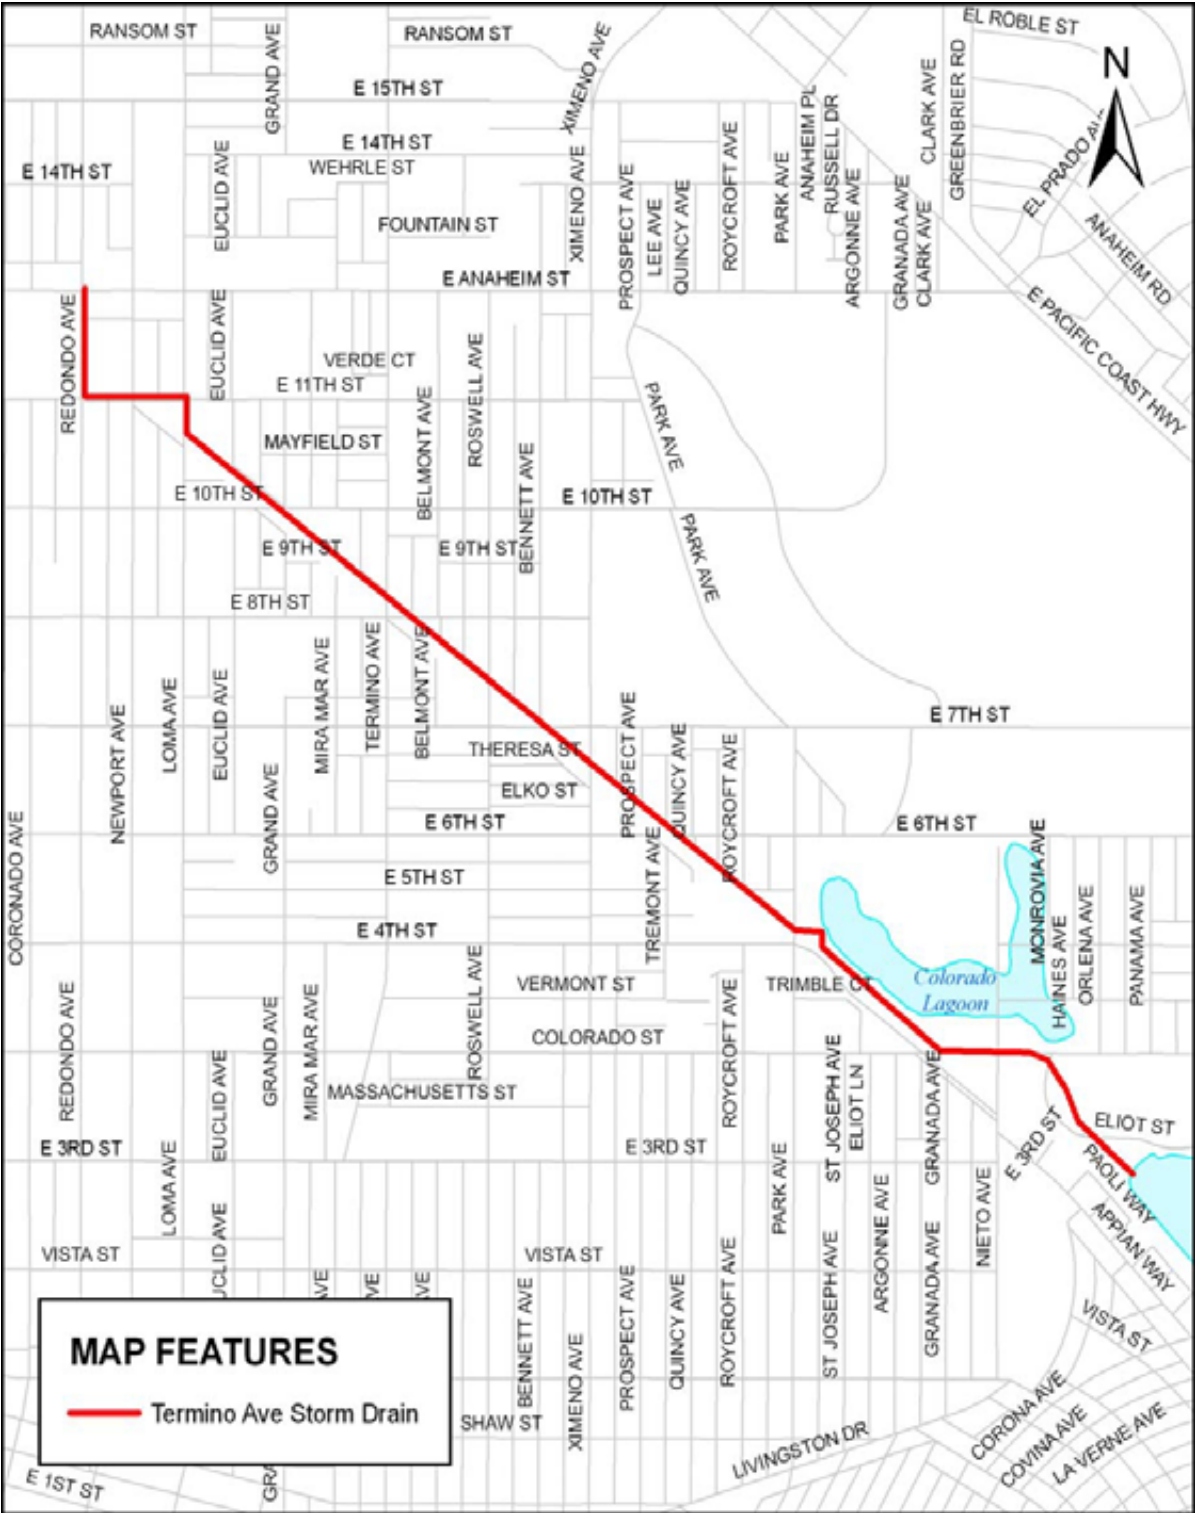 RANSOM ST
RANSOM ST
EL ROBLE ST
GRAND AVE
XIMENO AVE
CLARK AVE
GREENBRIER RD
N
E 15TH ST
ANAHEIM PL
RUSSELL DR
EL PRADO AV
E 14TH ST
E 14TH ST
WEHRLE ST
EUCLID AVE
XIMENO AVE
PROSPECT AVE
LEE AVE
QUINCY AVE
ROYCROFT AVE
PARK AVE
ARGONNE AVE
GRANADA AVE
CLARK AVE
FOUNTAIN ST
ANAHEIM RD
E ANAHEIM ST
E PACIFIC COAST HWY
REDONDO AVE
EUCLID AVE
VERDE CT
E 11TH ST
ROSWELL AVE
BELMONT AVE
PARK AVE
MAYFIELD ST
E 10TH ST
E 10TH ST
BENNETT AVE
E 9TH ST
E 9TH ST
PARK AVE
E 8TH ST
NEWPORT AVE
LOMA AVE
EUCLID AVE
MIRA MAR AVE
TERMINO AVE
BELMONT AVE
PROSPECT AVE
QUINCY AVE
ROYCROFT AVE
E 7TH ST
THERESA ST
ELKO ST
GRAND AVE
E 6TH ST
E 6TH ST
CORONADO AVE
E 5TH ST
TREMONT AVE
MONROVIA AVE
HAINES AVE
ORLENA AVE
PANAMA AVE
E 4TH ST
Colorado
Lagoon
VERMONT ST
TRIMBLE CT
REDONDO AVE
GRAND AVE
MIRA MAR AVE
ROSWELL AVE
COLORADO ST
ROYCROFT AVE
EUCLID AVE
MASSACHUSETTS ST
ST JOSEPH AVE
ELIOT LN
GRANADA AVE
ELIOT ST
E 3RD ST
E 3RD ST
E 3RD ST
PAOLI WAY
APPIAN WAY
LOMA AVE
PARK AVE
ARGONNE AVE
NIETO AVE
VISTA ST
VISTA ST
UCLID AVE
VE
VE
VE
BENNETT AVE
XIMENO AVE
PROSPECT AVE
QUINCY AVE
ROYCROFT AVE
ST JOSEPH AVE
GRANADA AVE
VISTA ST
MAP FEATURES
Termino Ave Storm Drain
SHAW ST
LIVINGSTON DR
CORONA AVE
COVINA AVE
LA VERNE AVE
E 1ST ST
GRA